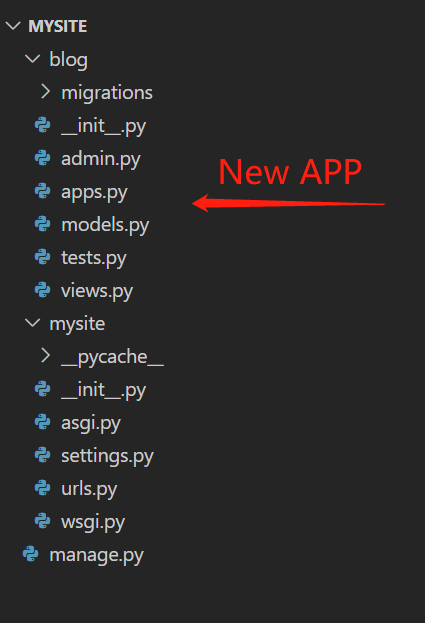 MYSITE
blog
migrations
__init__.py
admin.py
New APP
apps.py
models.py
tests.py
views.py
mysite
__pycache__
__init__.py
asgi.py
settings.py
urls.py
wsgi.py
manage.py